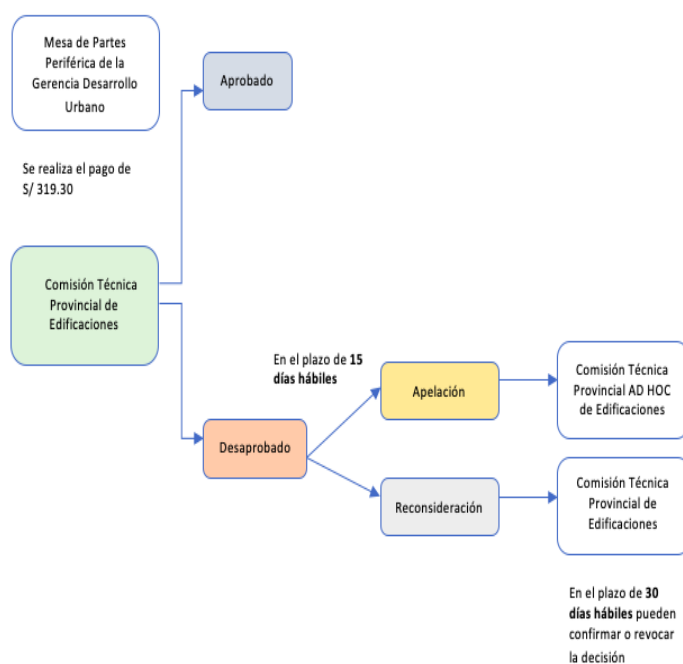 Mesa de Partes
Periférica de la
Gerencia Desarrollo
Urbano
Aprobado
Se realiza el pago de
S/ 319.30
Comisión Técnica
Provincial de
Edificaciones
En el plazo de 15
días hábiles
Desaprobado
Apelación
Comisión Técnica
Provincial AD HOC
de Edificaciones
Reconsideración
Comisión Técnica
Provincial de
Edificaciones
En el plazo de 30
días hábiles pueden
confirmar o revocar
la decisión